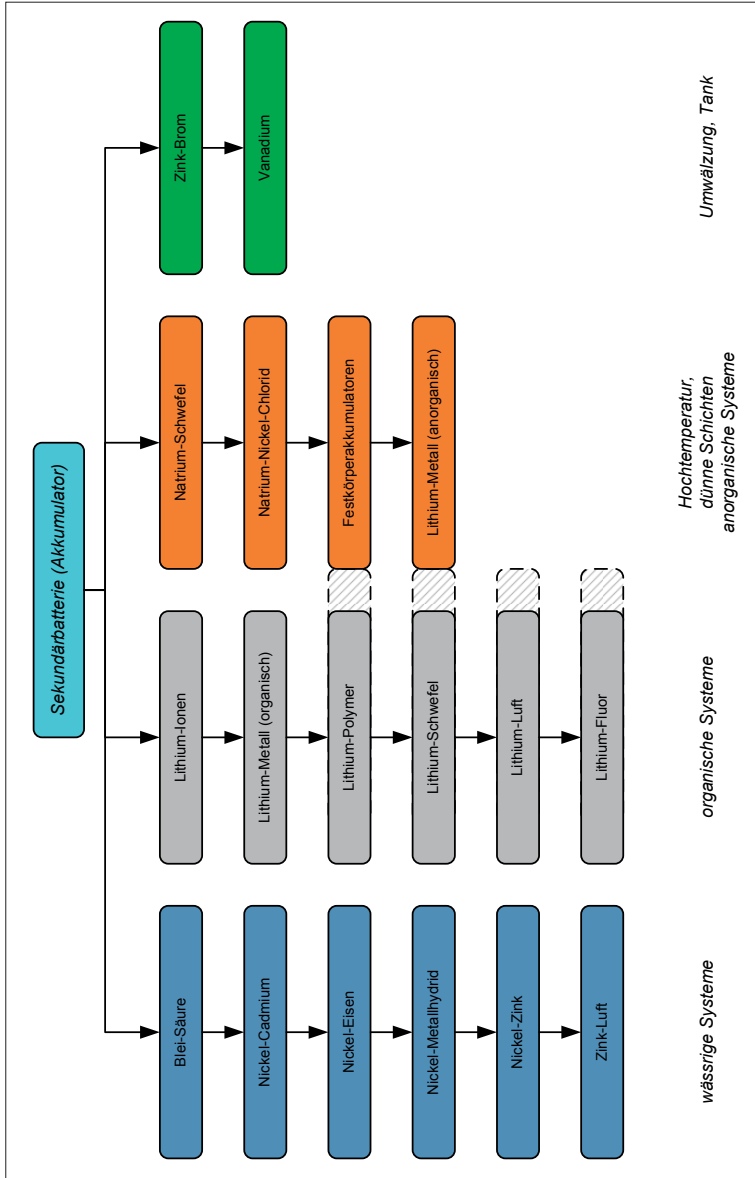 Sekundärbatterie (Akkumulator)
Blei-Säure
Nickel-Cadmium
Nickel-Eisen
Nickel-Metallhydrid
Nickel-Zink
Zink-Luft
wässrige Systeme
Lithium-Ionen
Lithium-Metall (organisch)
Lithium-Polymer
Lithium-Schwefel
Lithium-Luft
Lithium-Fluor
organische Systeme
Natrium-Schwefel
Natrium-Nickel-Chlorid
Festkörperakkumulatoren
Lithium-Metall (anorganisch)
Hochtemperatur,
dünne Schichten
anorganische Systeme
Zink-Brom
Vanadium
Umwälzung, Tank